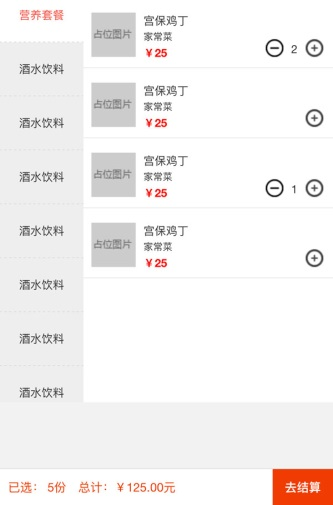 营养套餐
酒水饮料
酒水饮料
酒水饮料
酒水饮料
酒水饮料
酒水饮料
酒水饮料
占位图片
宫保鸡丁
家常菜
￥25
2
占位图片
宫保鸡丁
家常菜
￥25
占位图片
宫保鸡丁
家常菜
￥25
1
占位图片
宫保鸡丁
家常菜
￥25
已选： 5份 总计：￥125.00元
去结算